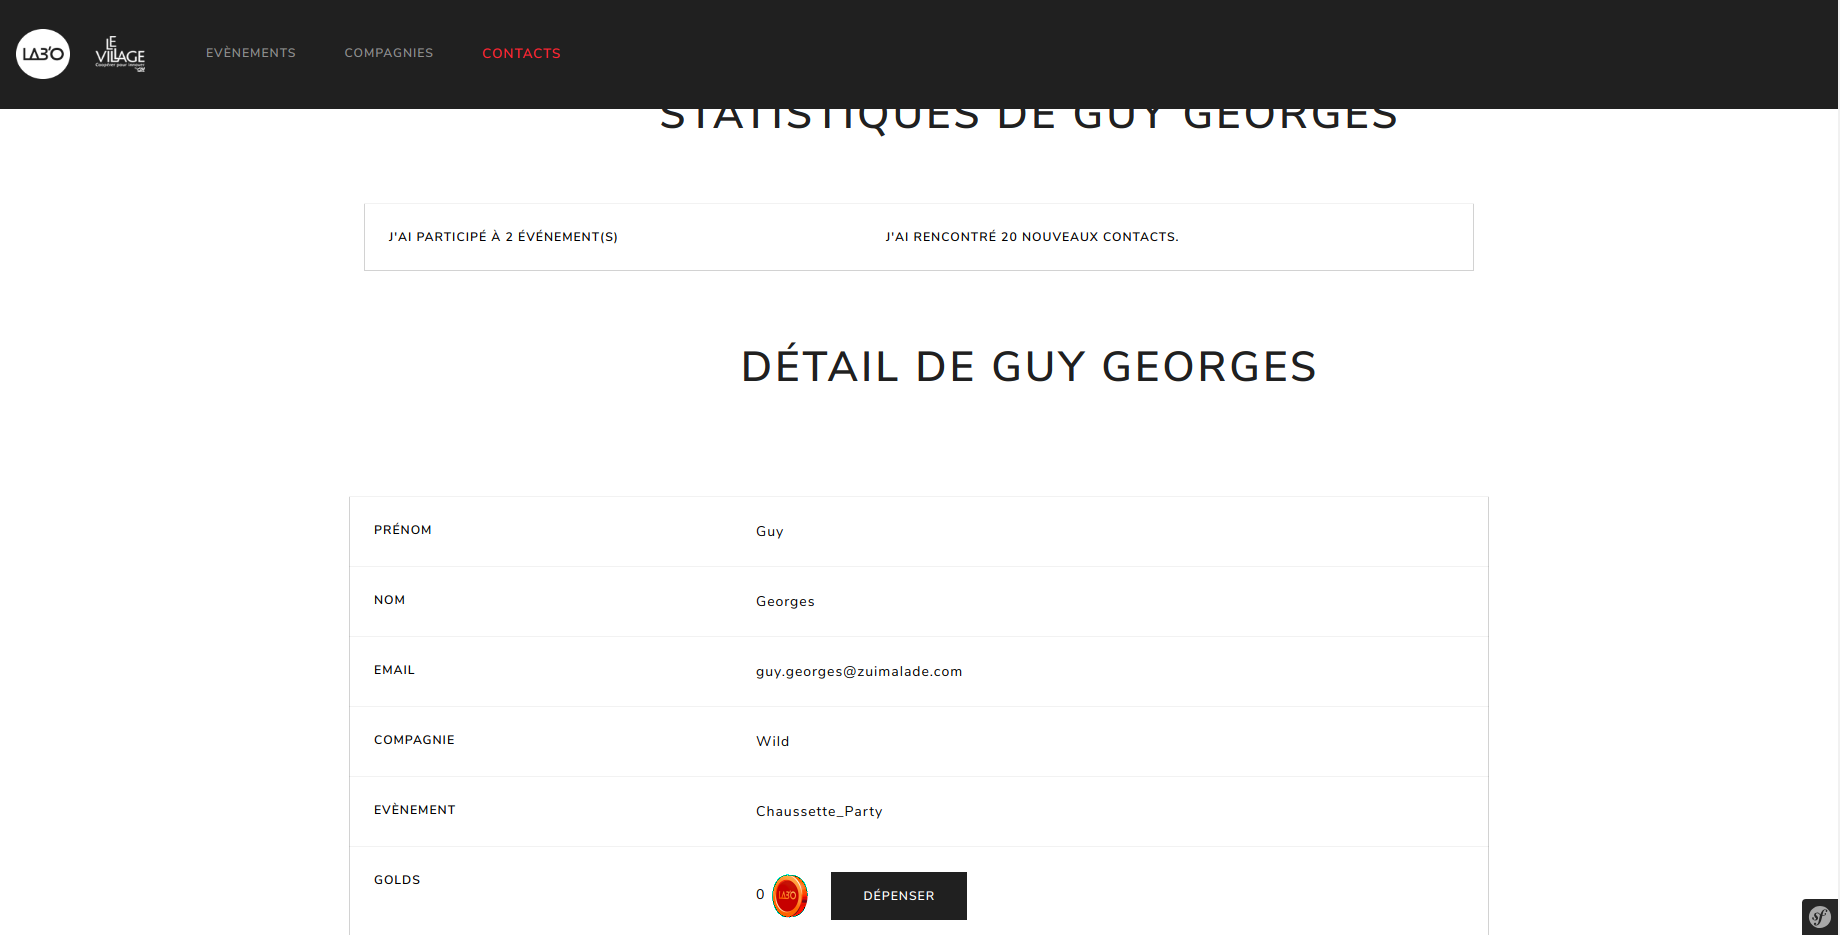 LAB'O
LE
VILLAGE
EVÈNEMENTS COMPAGNIES CONTACTS
STATISTIQUES DE GUY GEORGES
J'AI PARTICIPÉ À 2 ÉVÉNEMENT(S) J'AI RENCONTRÉ 20 NOUVEAUX CONTACTS.
DÉTAIL DE GUY GEORGES
PRÉNOM Guy
NOM Georges
EMAIL guy.georges@zuimalade.com
COMPAGNIE Wild
EVÈNEMENT Chaussette_Party
GOLDS 0 LAB'O DÉPENSER
sf